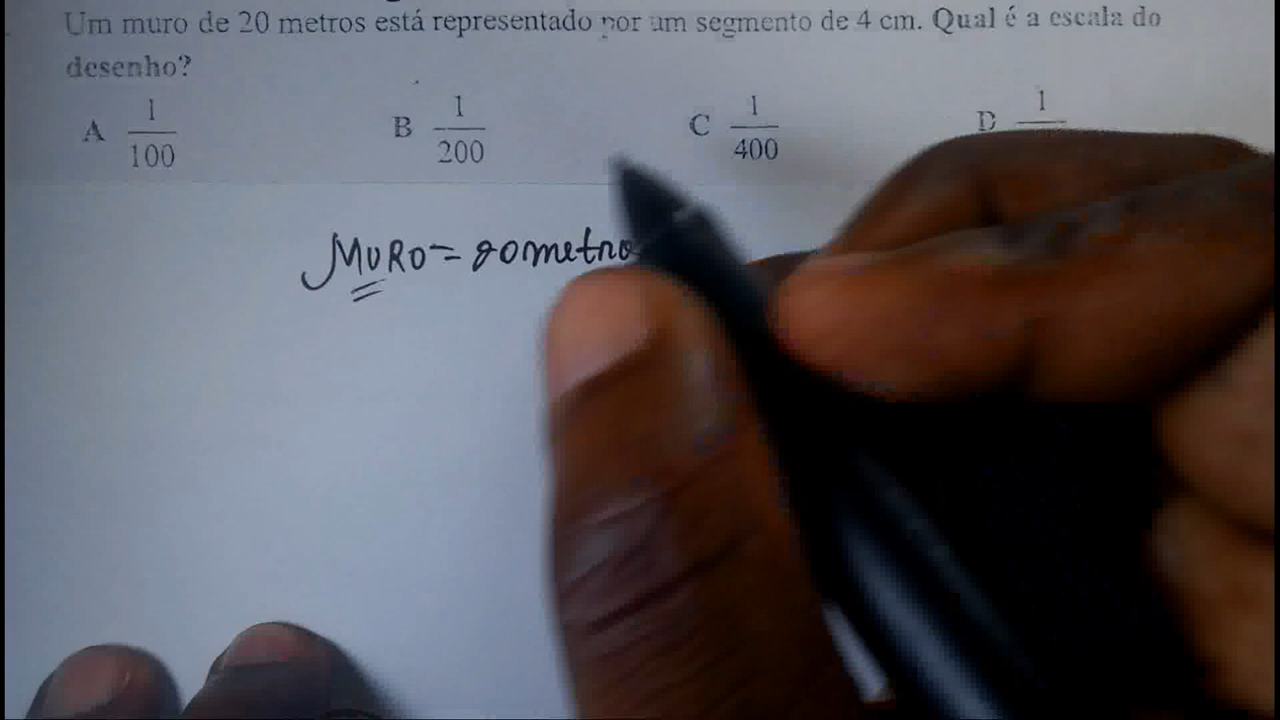 Um muro de 20 metros está representado por um segmento de 4 cm. Qual é a escala do
desenho?
A 1/100 B 1/200 C 1/400 D 1
MURO = 20metro